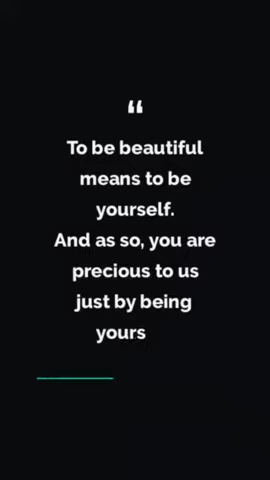 “
To be beautiful
means to be
yourself.
And as so, you are
precious to us
just by being
yours